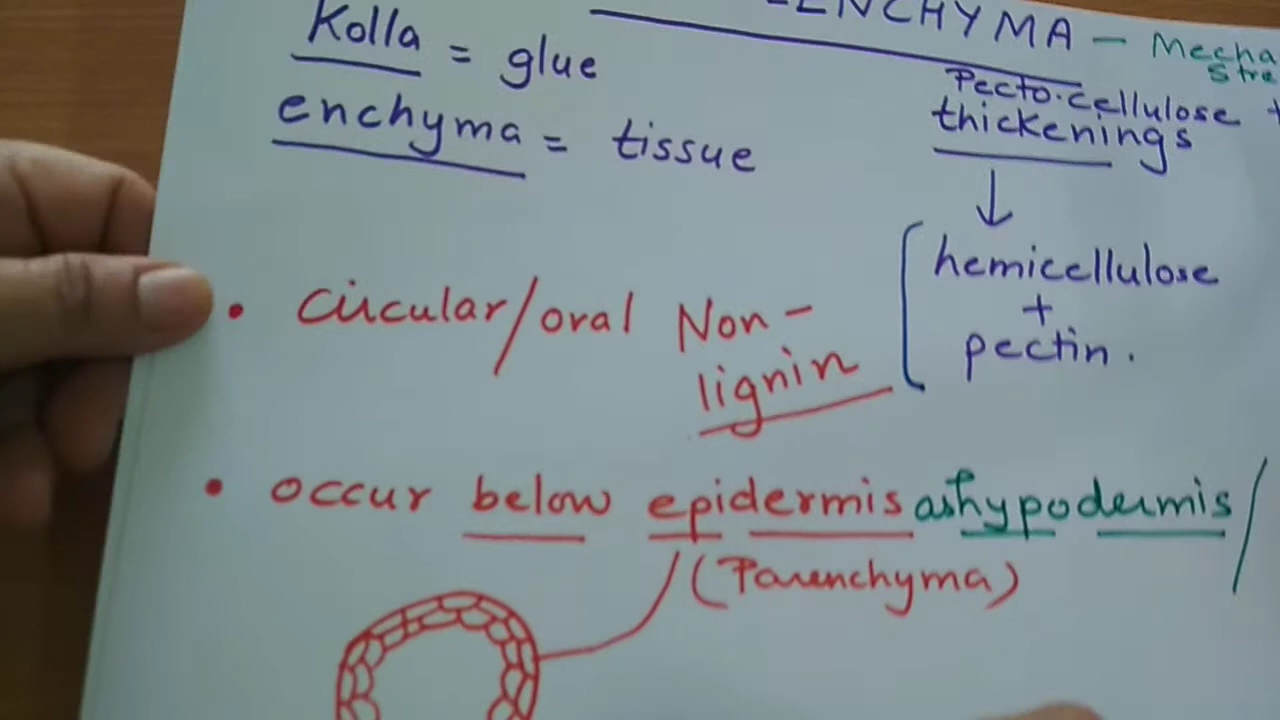 ENCHYMA - Mecha
Stre
Kolla = glue
enchyma = tissue
Pecto.cellulose +
thickenings
↓
hemicellulose
+
pectin.
• Circular/oral Non-
lignin
• occur below epidermis as hypodermis/
(Parenchyma)